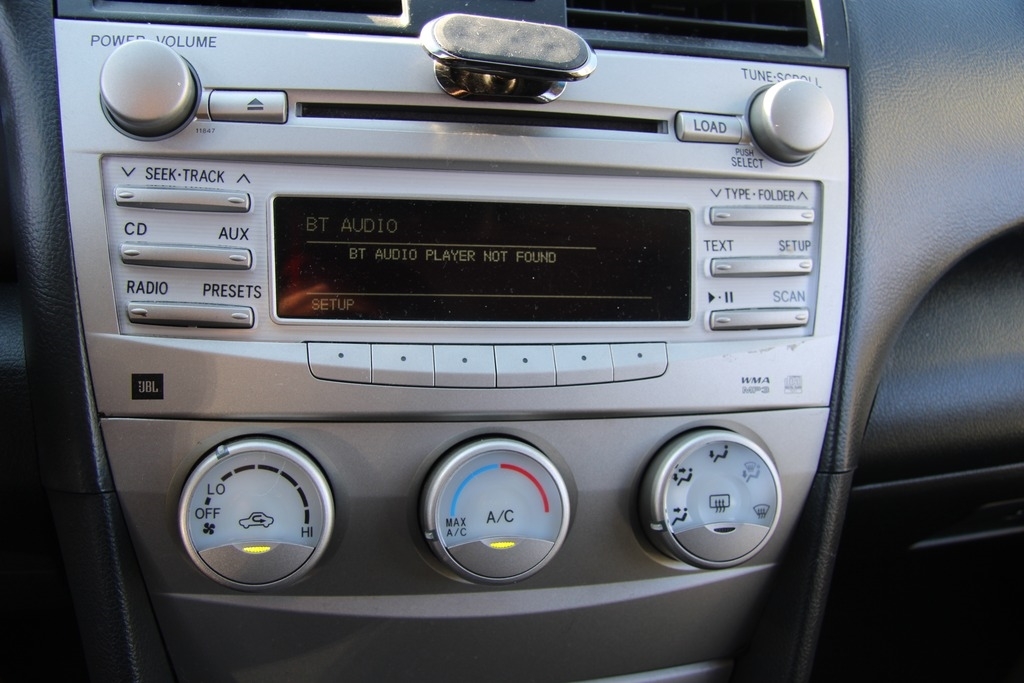 POWER·VOLUME
TUNE·SCROLL
11847
LOAD
PUSH
SELECT
SEEK·TRACK
TYPE·FOLDER
CD AUX
TEXT SETUP
RADIO PRESETS
SCAN
BT AUDIO
BT AUDIO PLAYER NOT FOUND
SETUP
JBL
WMA
MP3
LO
OFF
HI
MAX
A/C
A/C